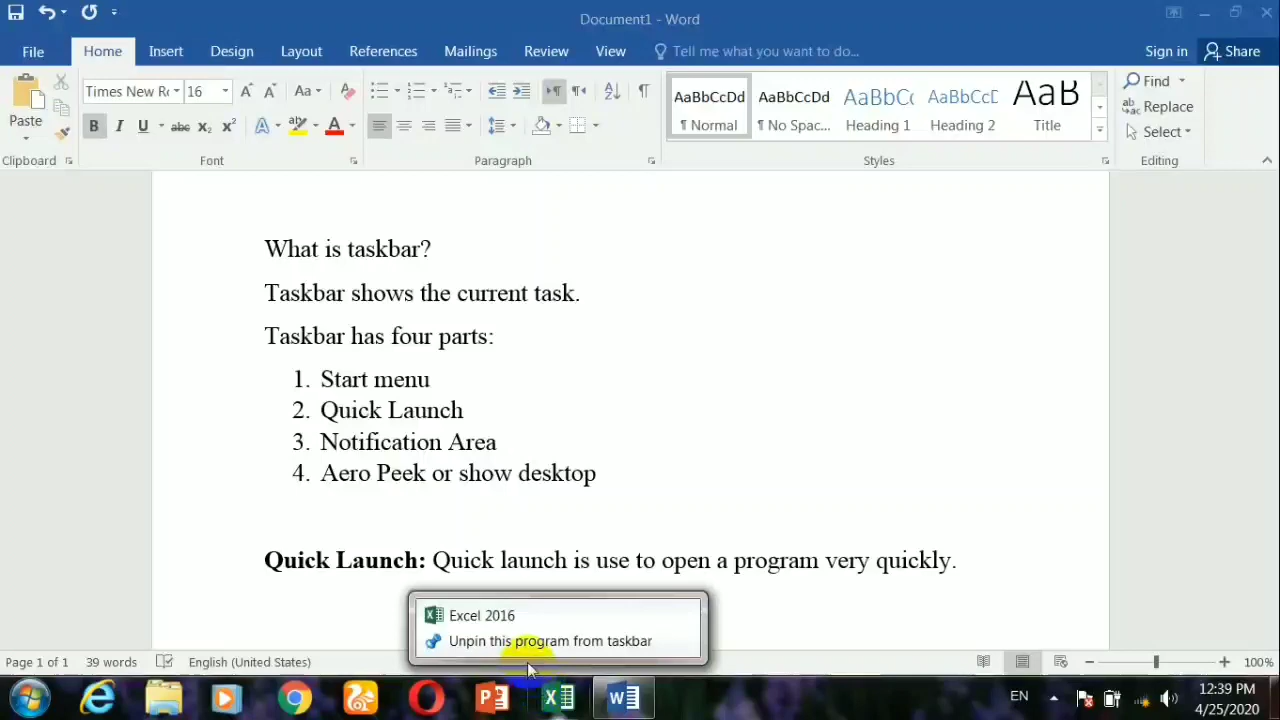 Document1 - Word
File Home Insert Design Layout References Mailings Review View Tell me what you want to do... Sign in Share
Paste
Clipboard
Times New Ro 16
Aa
B I U abc X₂ X²
A
Font
Paragraph
AaBbCcDd AaBbCcDd AaBbCc AaBbCcD AaB
¶ Normal ¶ No Spac... Heading 1 Heading 2 Title
Styles
Find
Replace
Select
Editing
What is taskbar?
Taskbar shows the current task.
Taskbar has four parts:
1. Start menu
2. Quick Launch
3. Notification Area
4. Aero Peek or show desktop
Quick Launch: Quick launch is use to open a program very quickly.
Excel 2016
Unpin this program from taskbar
Page 1 of 1 39 words English (United States) 100%
EN 12:39 PM
4/25/2020